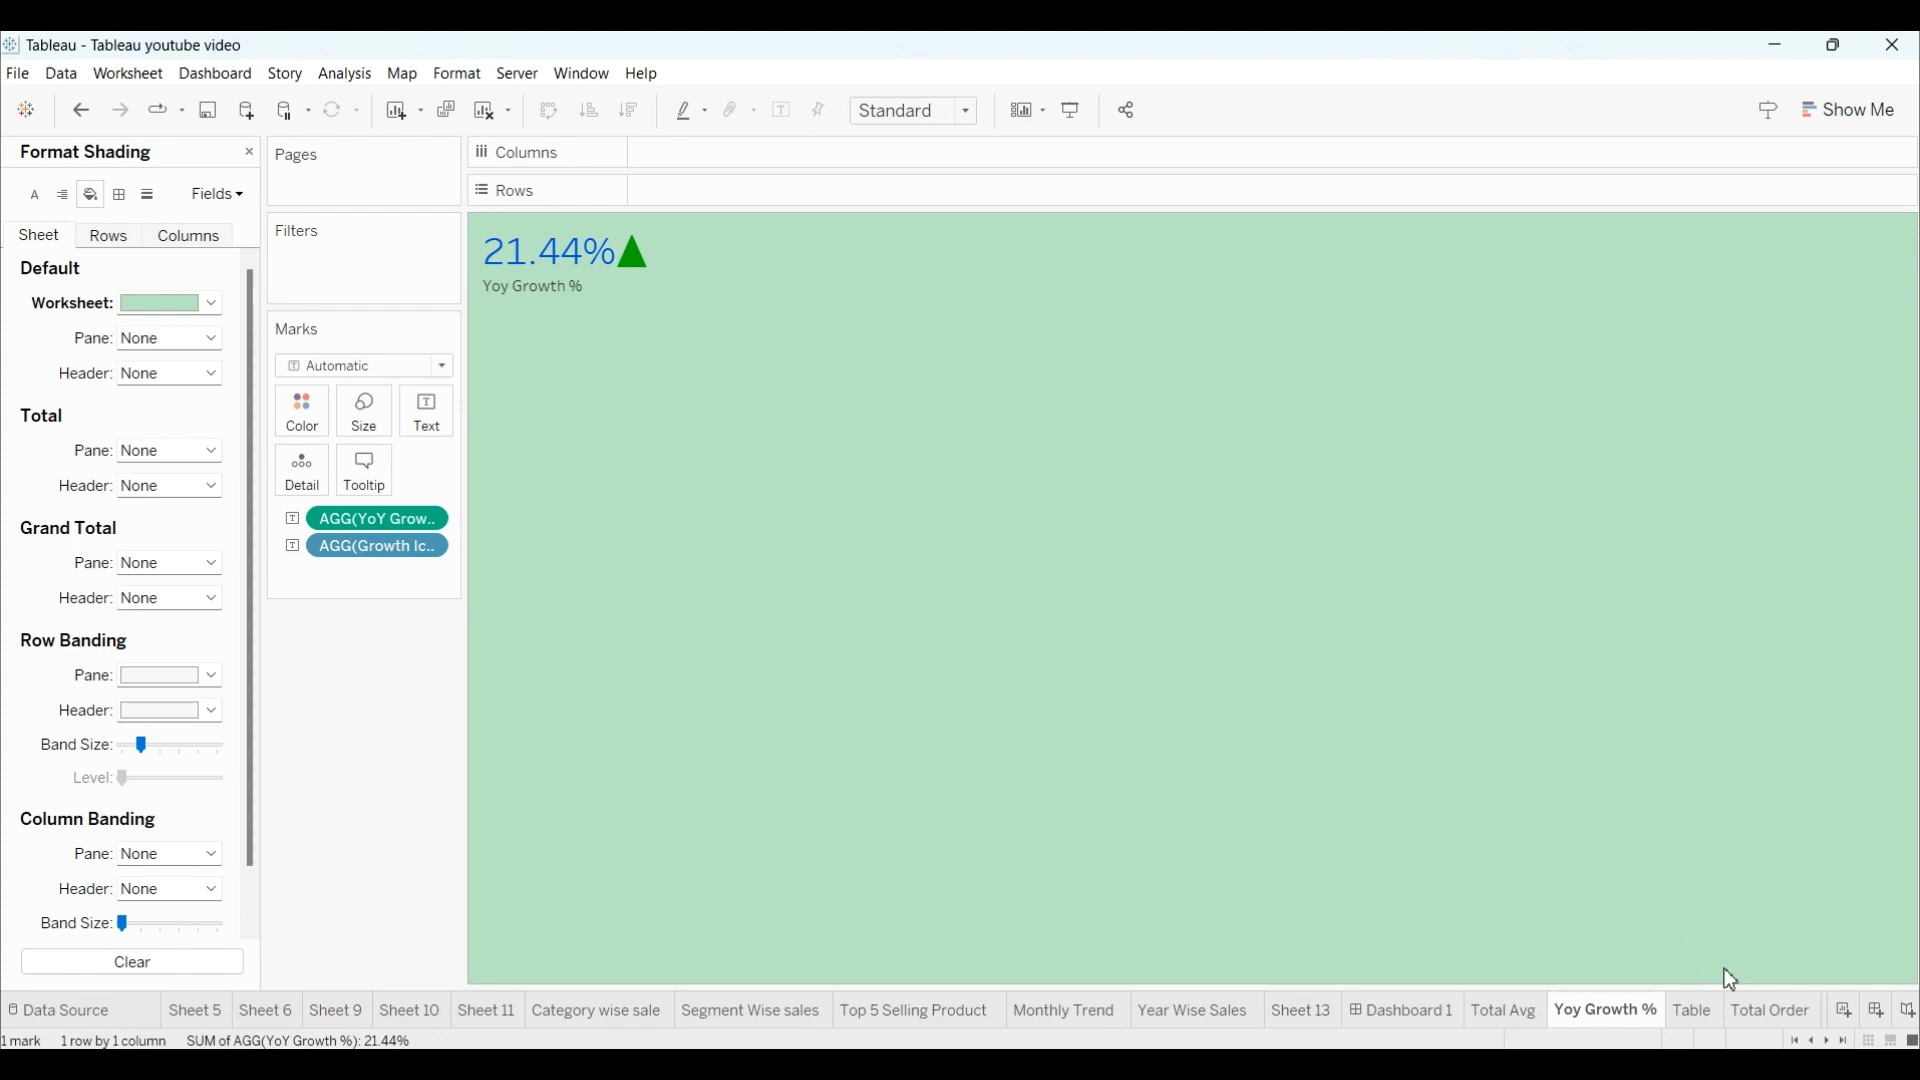 Tableau - Tableau youtube video
File Data Worksheet Dashboard Story Analysis Map Format Server Window Help
Standard
Show Me
Format Shading
Fields
Sheet Rows Columns
Default
Worksheet:
Pane: None
Header: None
Total
Pane: None
Header: None
Grand Total
Pane: None
Header: None
Row Banding
Pane:
Header:
Band Size:
Level:
Column Banding
Pane: None
Header: None
Band Size:
Clear
Pages
Filters
Marks
Automatic
Color Size Text
Detail Tooltip
AGG(YoY Grow..
AGG(Growth Ic..
Columns
Rows
21.44%▲
Yoy Growth %
Data Source Sheet 5 Sheet 6 Sheet 9 Sheet 10 Sheet 11 Category wise sale Segment Wise sales Top 5 Selling Product Monthly Trend Year Wise Sales Sheet 13 Dashboard 1 Total Avg Yoy Growth % Table Total Order
1 mark 1 row by 1 column SUM of AGG(YoY Growth %): 21.44%